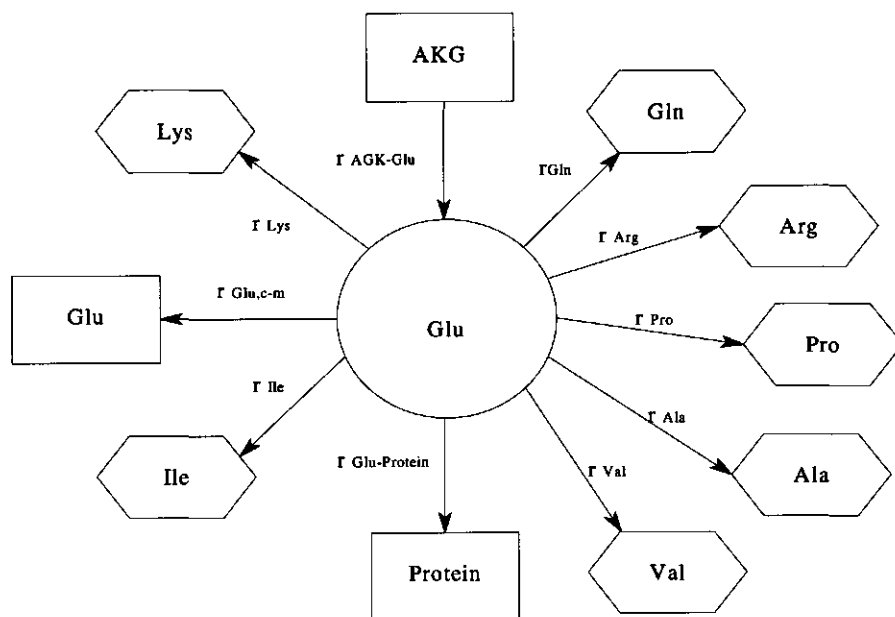 AKG
Gln
Lys
r AGK-Glu
rGln
r Lys
r Arg
Arg
r Glu,c-m
Glu
Glu
r Pro
Pro
r Ile
r Ala
r Glu-Protein
r Val
Ile
Ala
Protein
Val